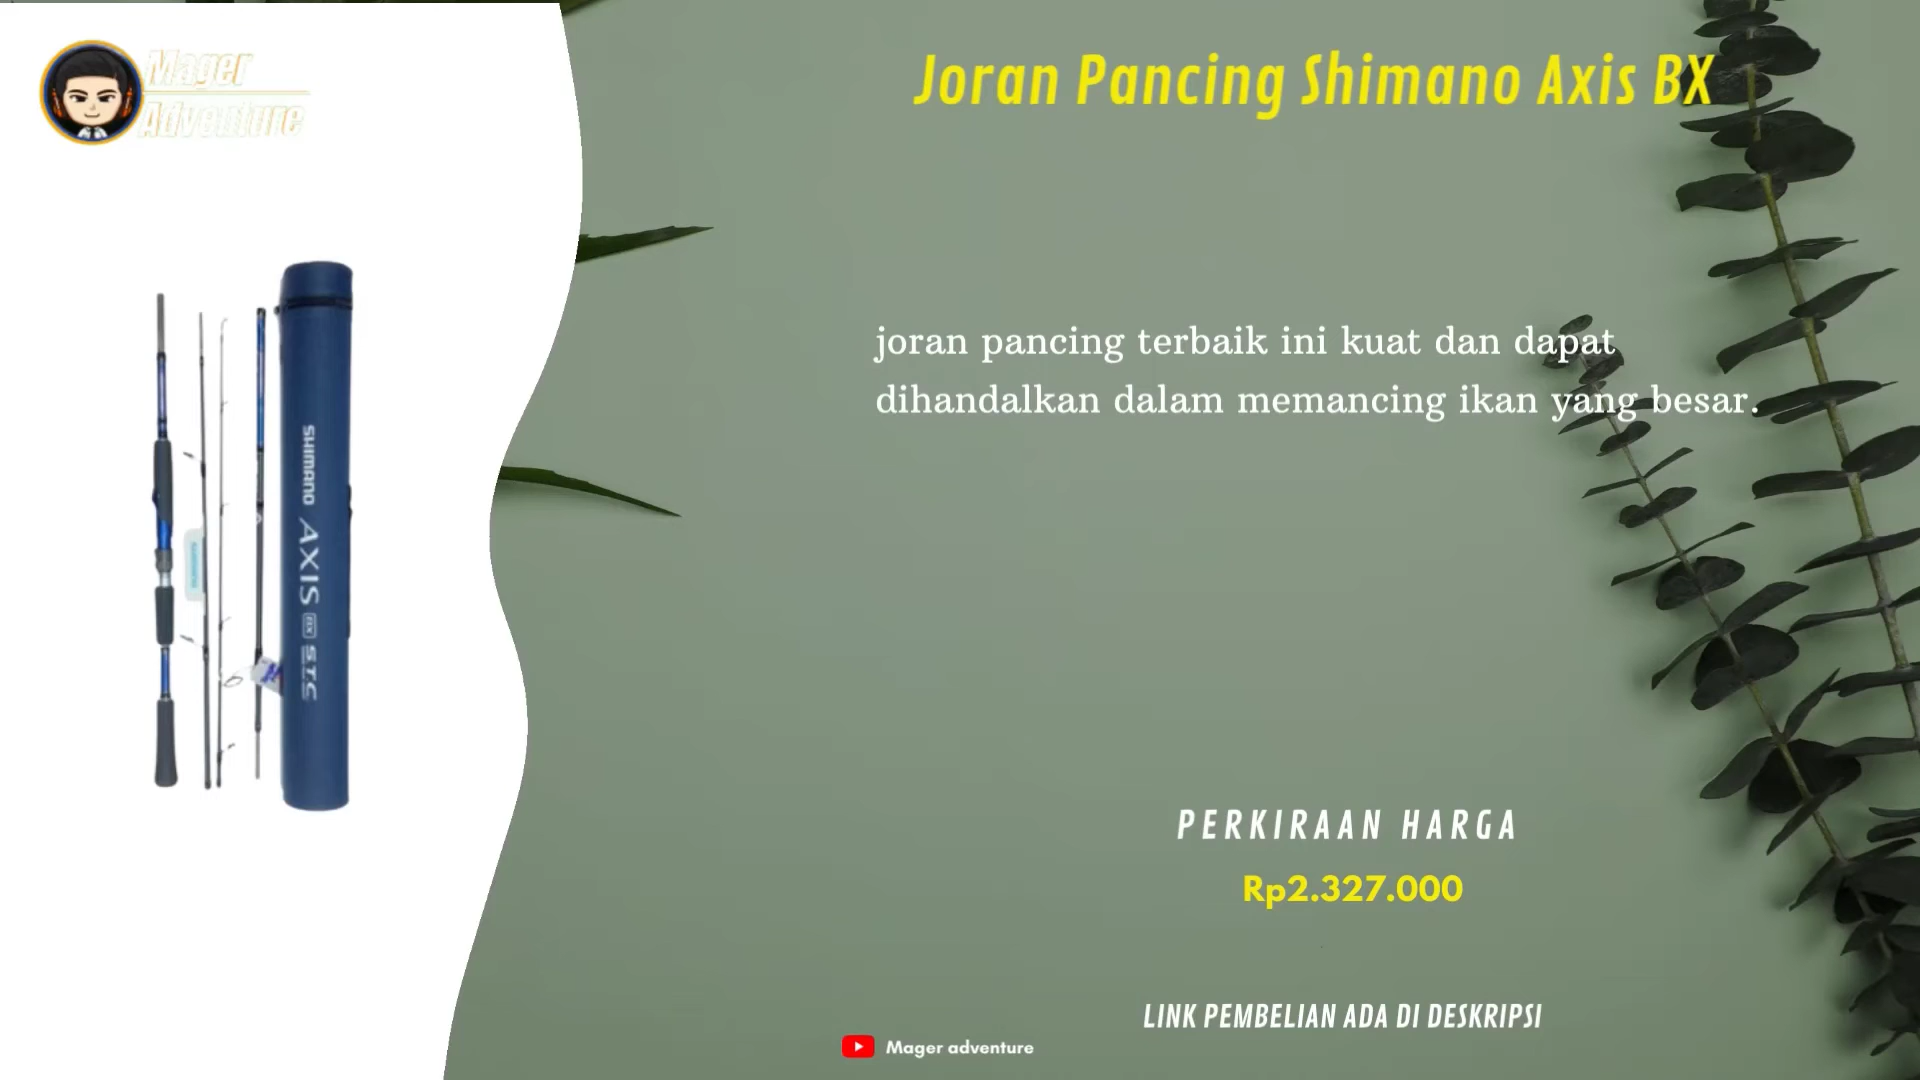 Mager
Adventure
Joran Pancing Shimano Axis BX
joran pancing terbaik ini kuat dan dapat
dihandalkan dalam memancing ikan yang besar.
SHIMANO AXIS BX S.T.C
PERKIRAAN HARGA
Rp2.327.000
LINK PEMBELIAN ADA DI DESKRIPSI
Mager adventure